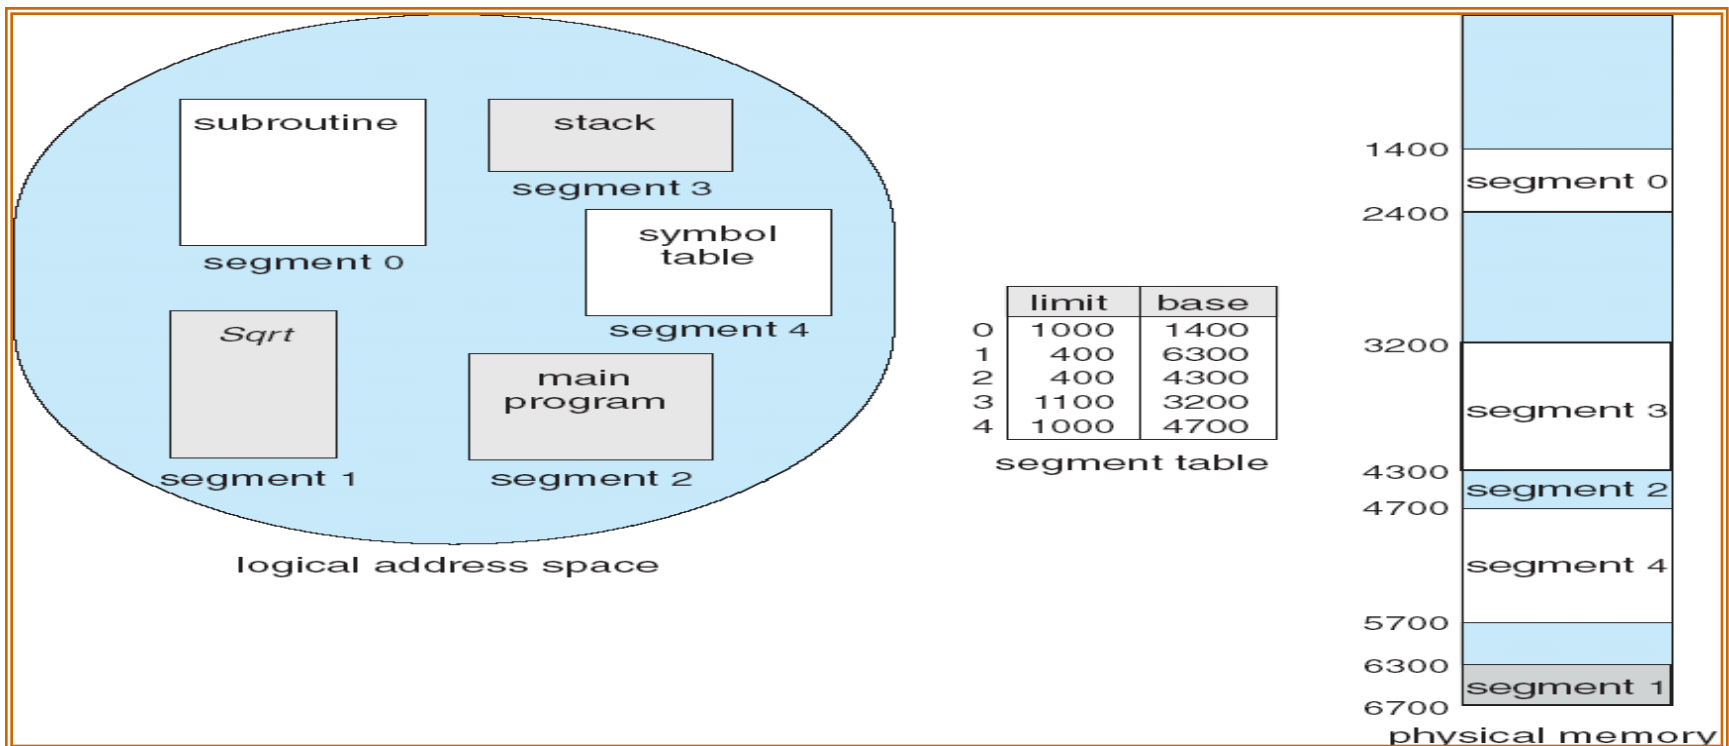 subroutine
segment 0
stack
segment 3
symbol
table
segment 4
Sqrt
segment 1
main
program
segment 2
logical address space
limit base
0 1000 1400
1 400 6300
2 400 4300
3 1100 3200
4 1000 4700
segment table
1400
segment 0
2400
3200
segment 3
4300
segment 2
4700
segment 4
5700
6300
segment 1
6700
physical memory